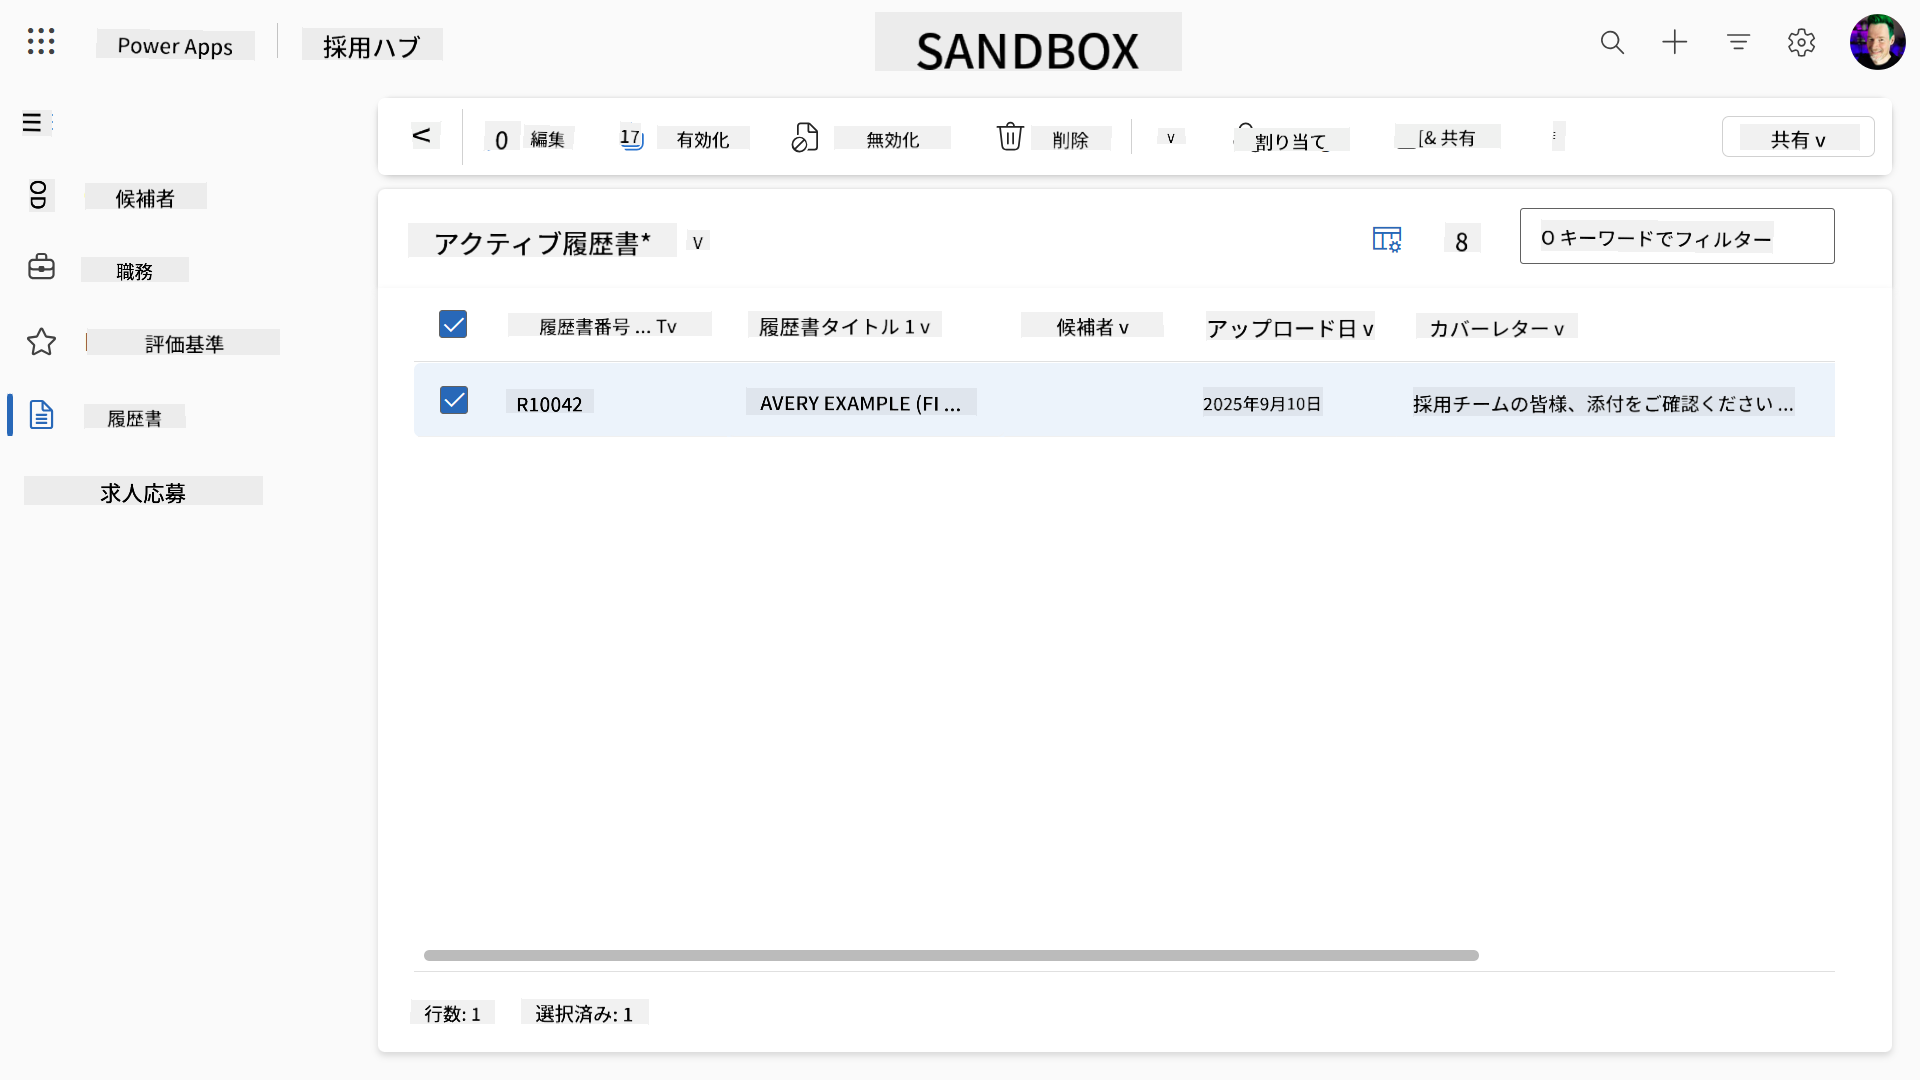 Power Apps
採用ハブ
SANDBOX
候補者
職務
評価基準
履歴書
求人応募
編集
有効化
無効化
削除
割り当て
共有
共有 v
アクティブ履歴書* v
8
キーワードでフィルター
履歴書番号 ... Tv
履歴書タイトル 1 v
候補者 v
アップロード日 v
カバーレター v
R10042
AVERY EXAMPLE (FI ...
2025年9月10日
採用チームの皆様、添付をご確認ください ...
行数: 1
選択済み: 1